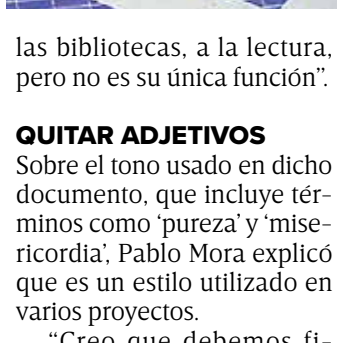 las bibliotecas, a la lectura,
pero no es su única función”.
QUITAR ADJETIVOS
Sobre el tono usado en dicho
documento, que incluye tér-
minos como ‘pureza’ y ‘mise-
ricordia’, Pablo Mora explicó
que es un estilo utilizado en
varios proyectos.
“Creo que debemos fi-